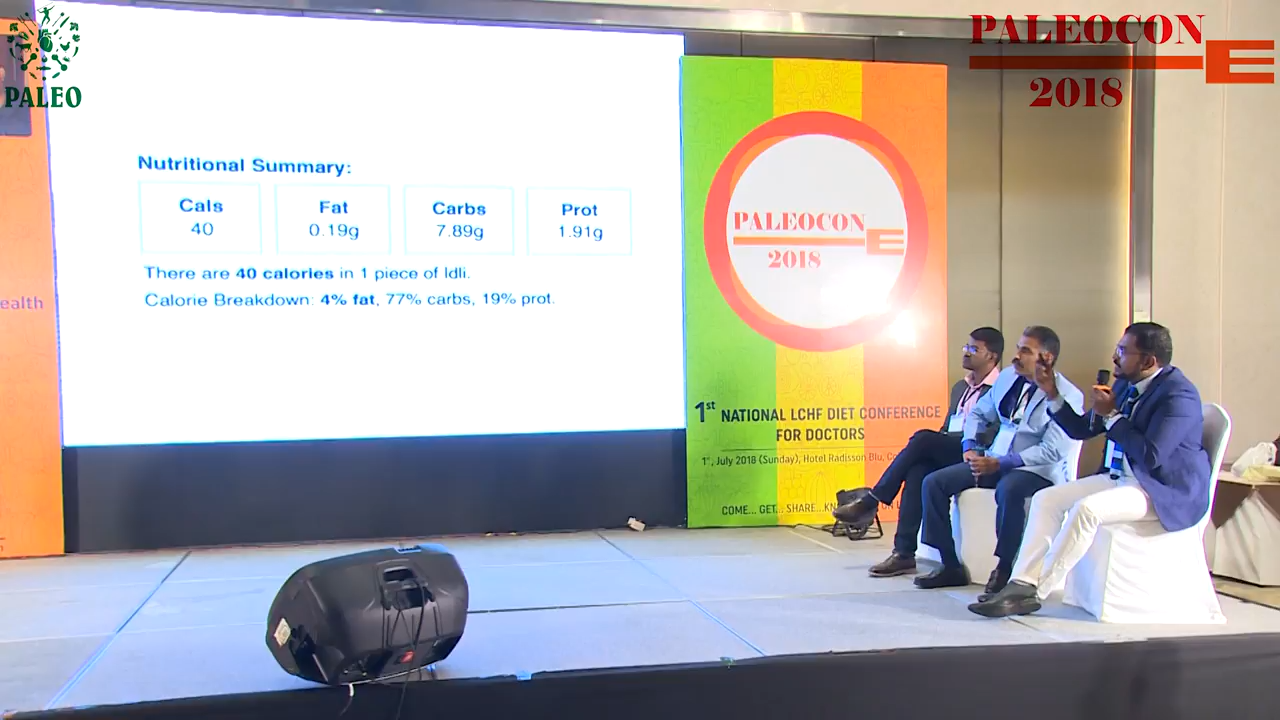 PALEO
PALEOCON
E
2018
Nutritional Summary:
Cals
40
Fat
0.19g
Carbs
7.89g
Prot
1.91g
There are 40 calories in 1 piece of Idli.
Calorie Breakdown: 4% fat, 77% carbs, 19% prot.
ealth
PALEOCON
E
2018
1st NATIONAL LCHF DIET CONFERENCE
FOR DOCTORS
1st, July 2018 (Sunday), Hotel Radisson Blu,
COME... GET... SHARE...